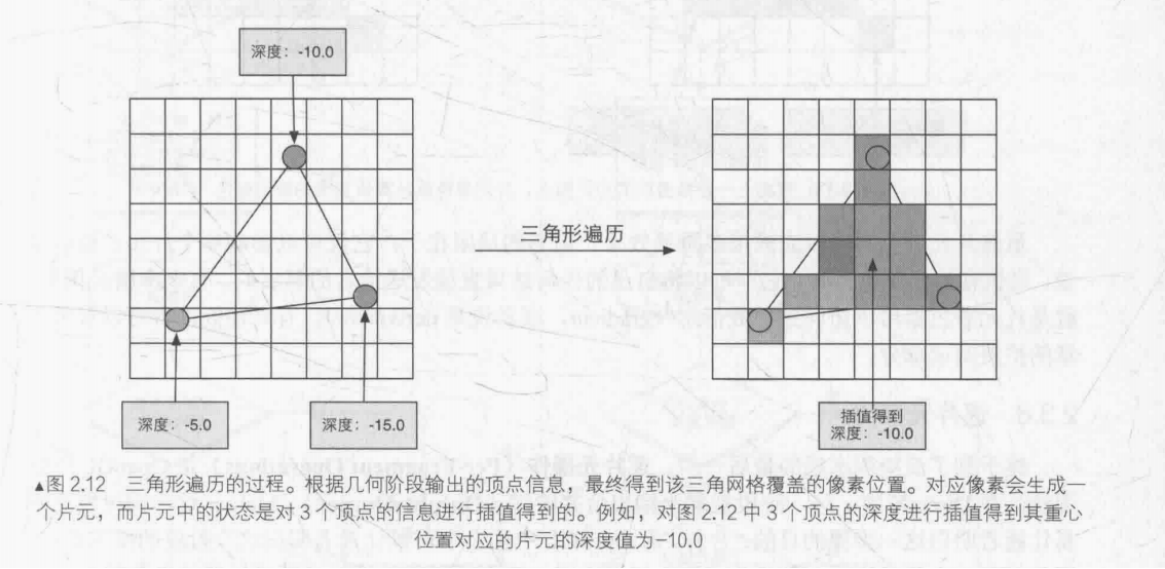 深度：-10.0
三角形遍历
深度：-5.0
深度：-15.0
插值得到
深度：-10.0
▲图 2.12 三角形遍历的过程。根据几何阶段输出的顶点信息，最终得到该三角网格覆盖的像素位置。对应像素会生成一
个片元，而片元中的状态是对 3 个顶点的信息进行插值得到的。例如，对图 2.12 中 3 个顶点的深度进行插值得到其重心
位置对应的片元的深度值为-10.0